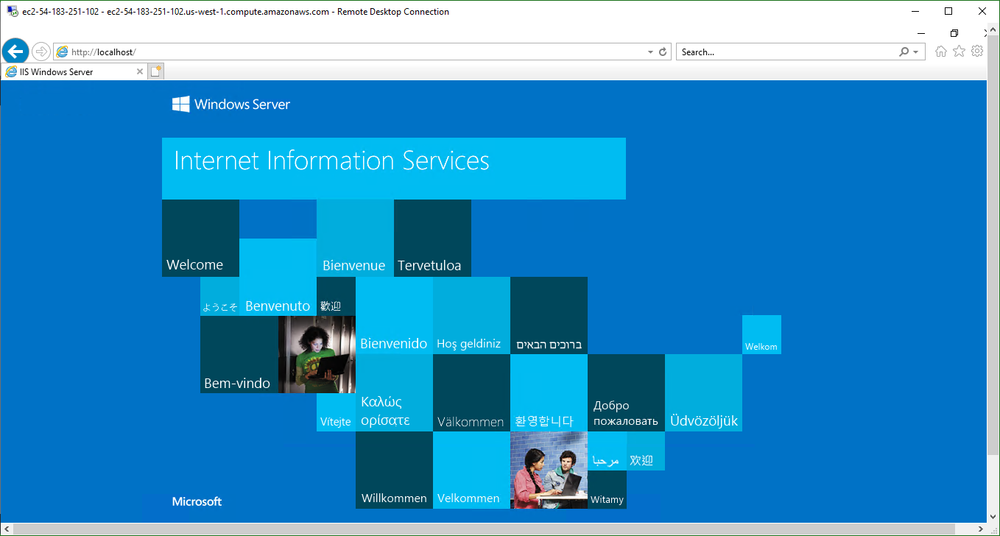 ec2-54-183-251-102 - ec2-54-183-251-102.us-west-1.compute.amazonaws.com - Remote Desktop Connection
http://localhost/
Search...
IIS Windows Server
Windows Server
Internet Information Services
Welcome
Bienvenue
Tervetuloa
ようこそ
Benvenuto
歡迎
Bienvenido
Hoş geldiniz
ברוכים הבאים
Welkom
Bem-vindo
Vítejte
Καλώς
ορίσατε
Välkommen
환영합니다
Добро
пожаловать
Üdvözöljük
مرحبا
欢迎
Willkommen
Velkommen
Witamy
Microsoft